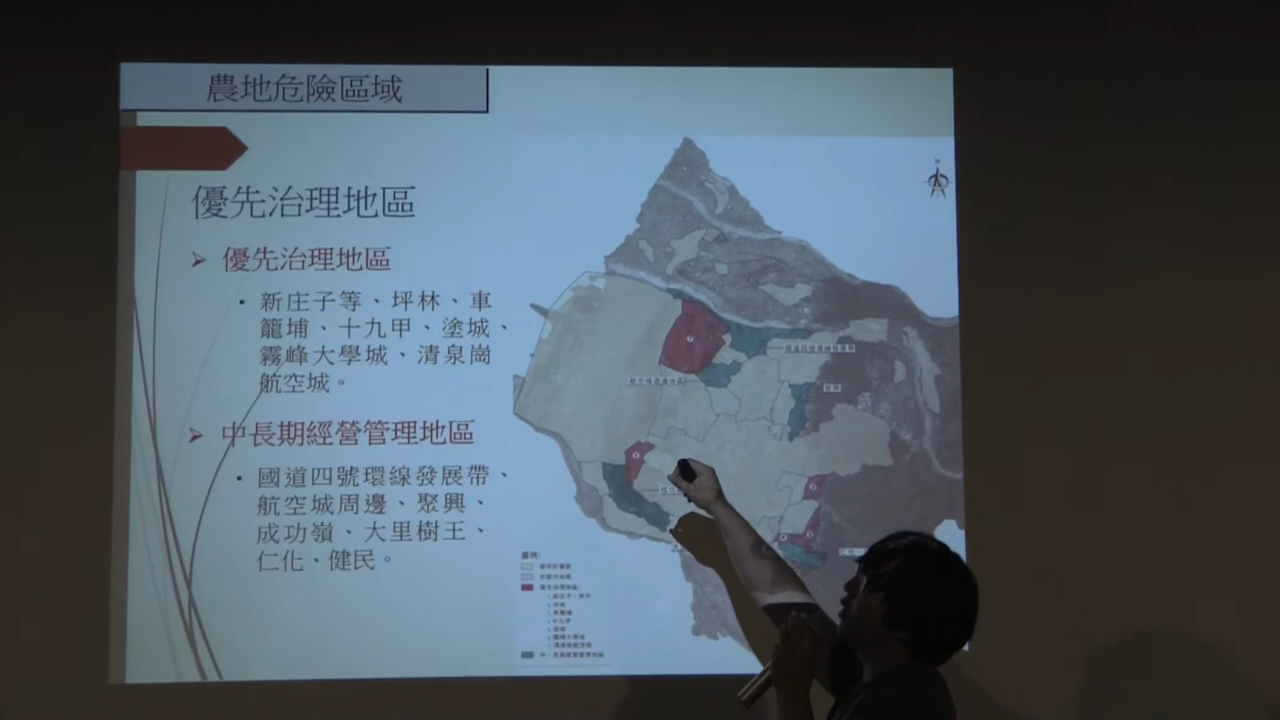 農地危險區域
優先治理地區
優先治理地區
新庄子等、坪林、車
籠埔、十九甲、塗城、
霧峰大學城、清泉崗
航空城。
中長期經營管理地區
國道四號環線發展帶、
航空城周邊、聚興、
成功嶺、大里樹王、
仁化、健民。
N
聚興
圖例: